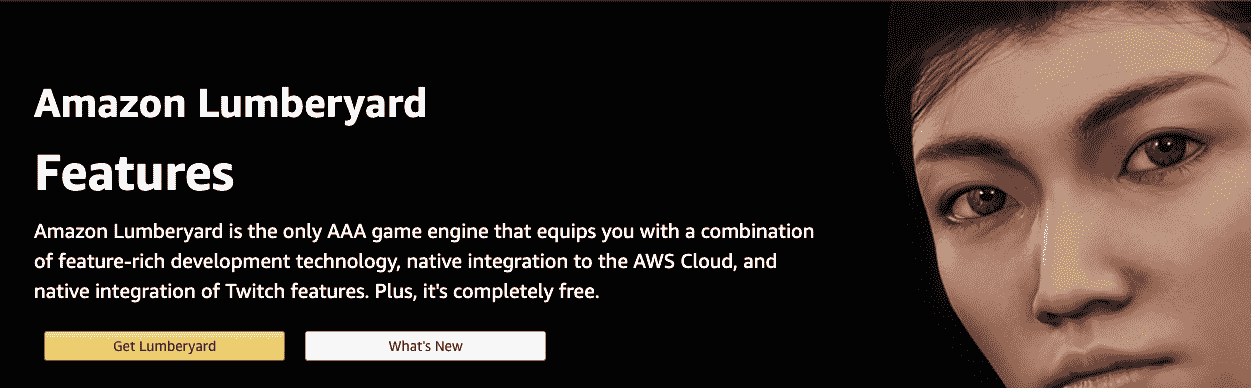 Amazon Lumberyard
Features
Amazon Lumberyard is the only AAA game engine that equips you with a combination
of feature-rich development technology, native integration to the AWS Cloud, and
native integration of Twitch features. Plus, it's completely free.
Get Lumberyard
What's New